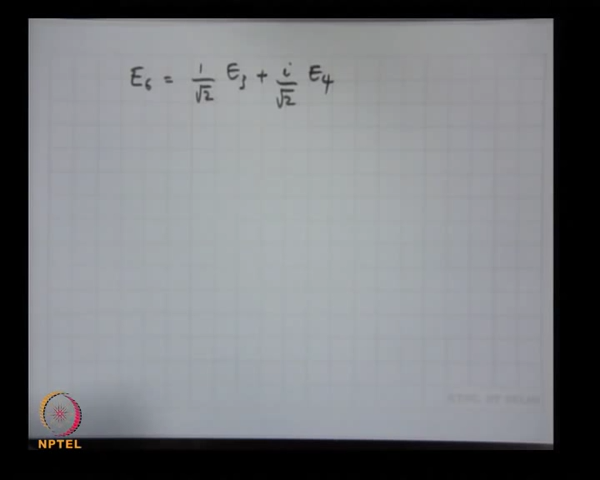 E₆ = 1/√2 E₃ + i/√2 E₄
NPTEL